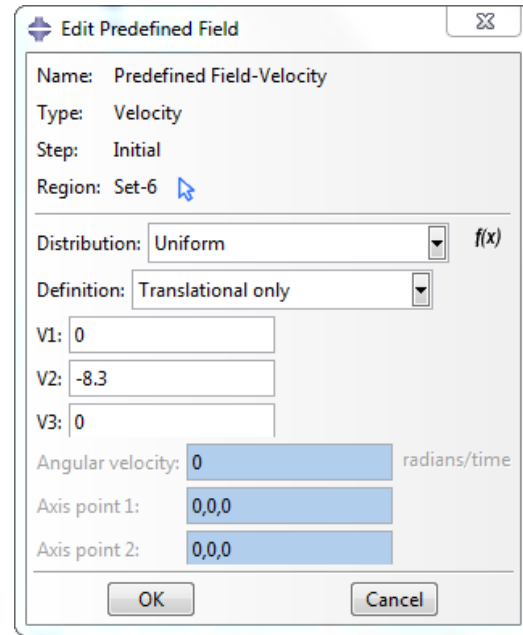 Edit Predefined Field
Name: Predefined Field-Velocity
Type: Velocity
Step: Initial
Region: Set-6
Distribution: Uniform f(x)
Definition: Translational only
V1: 0
V2: -8.3
V3: 0
Angular velocity: 0 radians/time
Axis point 1: 0,0,0
Axis point 2: 0,0,0
OK Cancel